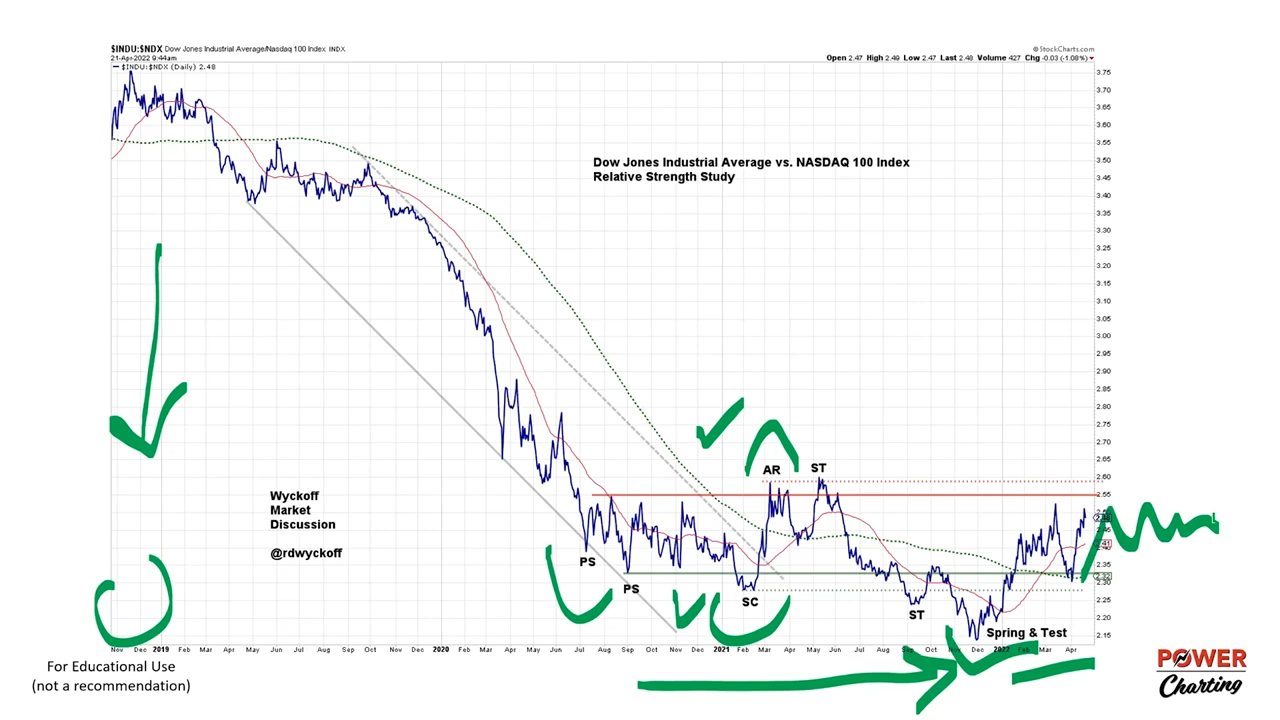 $INDU:$NDX Dow Jones Industrial Average/Nasdaq 100 Index INDX
@StockCharts.com
21-Apr-2022 9:44am
Open 2.47 High 2.49 Low 2.47 Last 2.48 Volume 427 Chg -0.03 (-1.08%)
$INDU:$NDX (Daily) 2.48
3.75
3.70
3.65
3.60
3.55
3.50
3.45
3.40
3.35
3.30
3.25
3.20
3.15
3.10
3.05
3.00
2.95
2.90
2.85
2.80
2.75
2.70
2.65
2.60
2.55
2.40
2.35
2.30
2.25
2.20
2.15
Dow Jones Industrial Average vs. NASDAQ 100 Index
Relative Strength Study
AR
ST
Wyckoff
Market
Discussion
@rdwyckoff
PS
PS
SC
ST
Spring & Test
Nov Dec 2019 Feb Mar Apr May Jun Jul Aug Sep Oct Nov Dec 2020 Feb Mar Apr May Jun Jul Aug Sep Oct Nov Dec 2021 Feb Mar Apr May Jun Jul Aug Sep Oct Nov Dec 2022 Feb Mar Apr
For Educational Use
(not a recommendation)
POWER
Charting